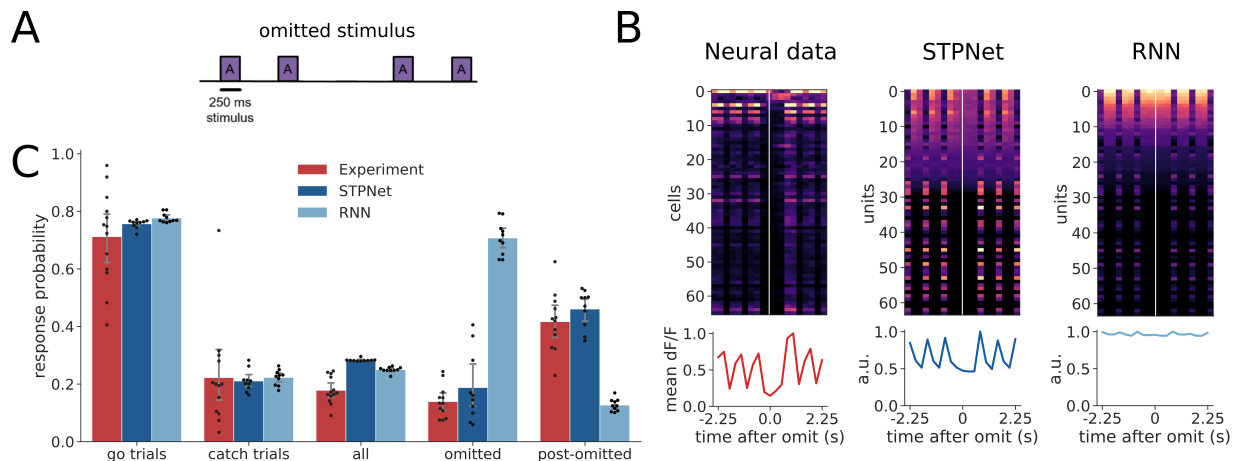 A
omitted stimulus
A A A A
250 ms
stimulus
B
Neural data STPNet RNN
0
10
20
30
40
50
60
cells
0
10
20
30
40
50
60
units
0
10
20
30
40
50
60
units
1.0
0.5
0.0
mean dF/F
-2.25 0.0 2.25
time after omit (s)
1.0
0.5
0.0
a.u.
-2.25 0 2.25
time after omit (s)
1.0
0.5
0.0
a.u.
-2.25 0 2.25
time after omit (s)
C
Experiment
STPNet
RNN
1.0
0.8
0.6
0.4
0.2
0.0
response probability
go trials catch trials all omitted post-omitted